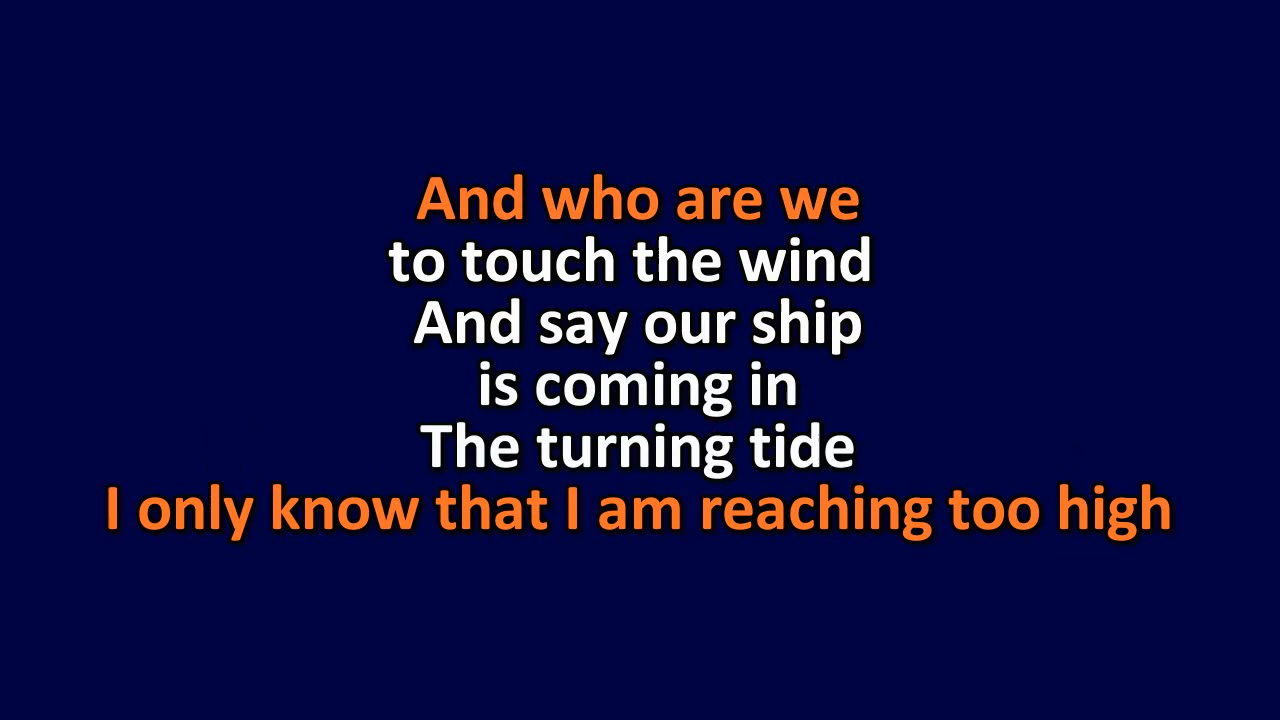 And who are we
to touch the wind
And say our ship
is coming in
The turning tide
I only know that I am reaching too high